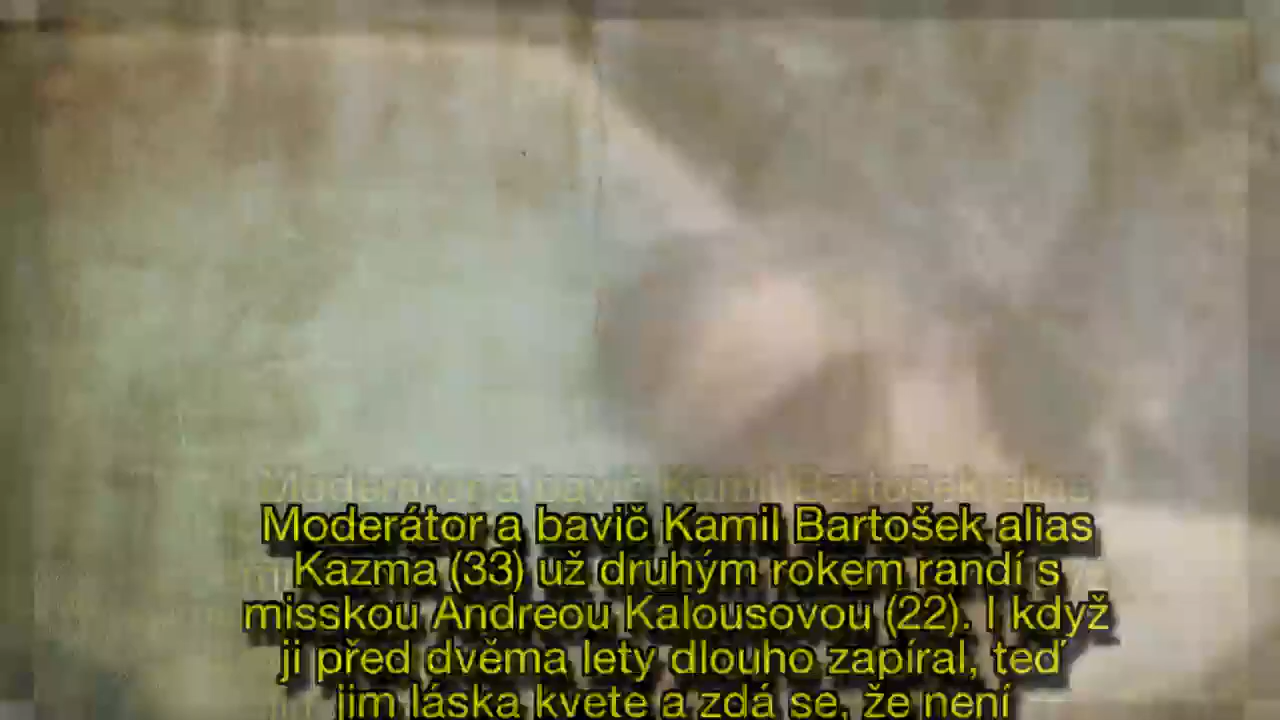 Moderátor a bavič Kamil Bartošek alias
Kazma (33) už druhým rokem randí s
misskou Andreou Kalousovou (22). I když
ji před dvěma lety dlouho zapíral, teď
jim láska kvete a zdá se, že není